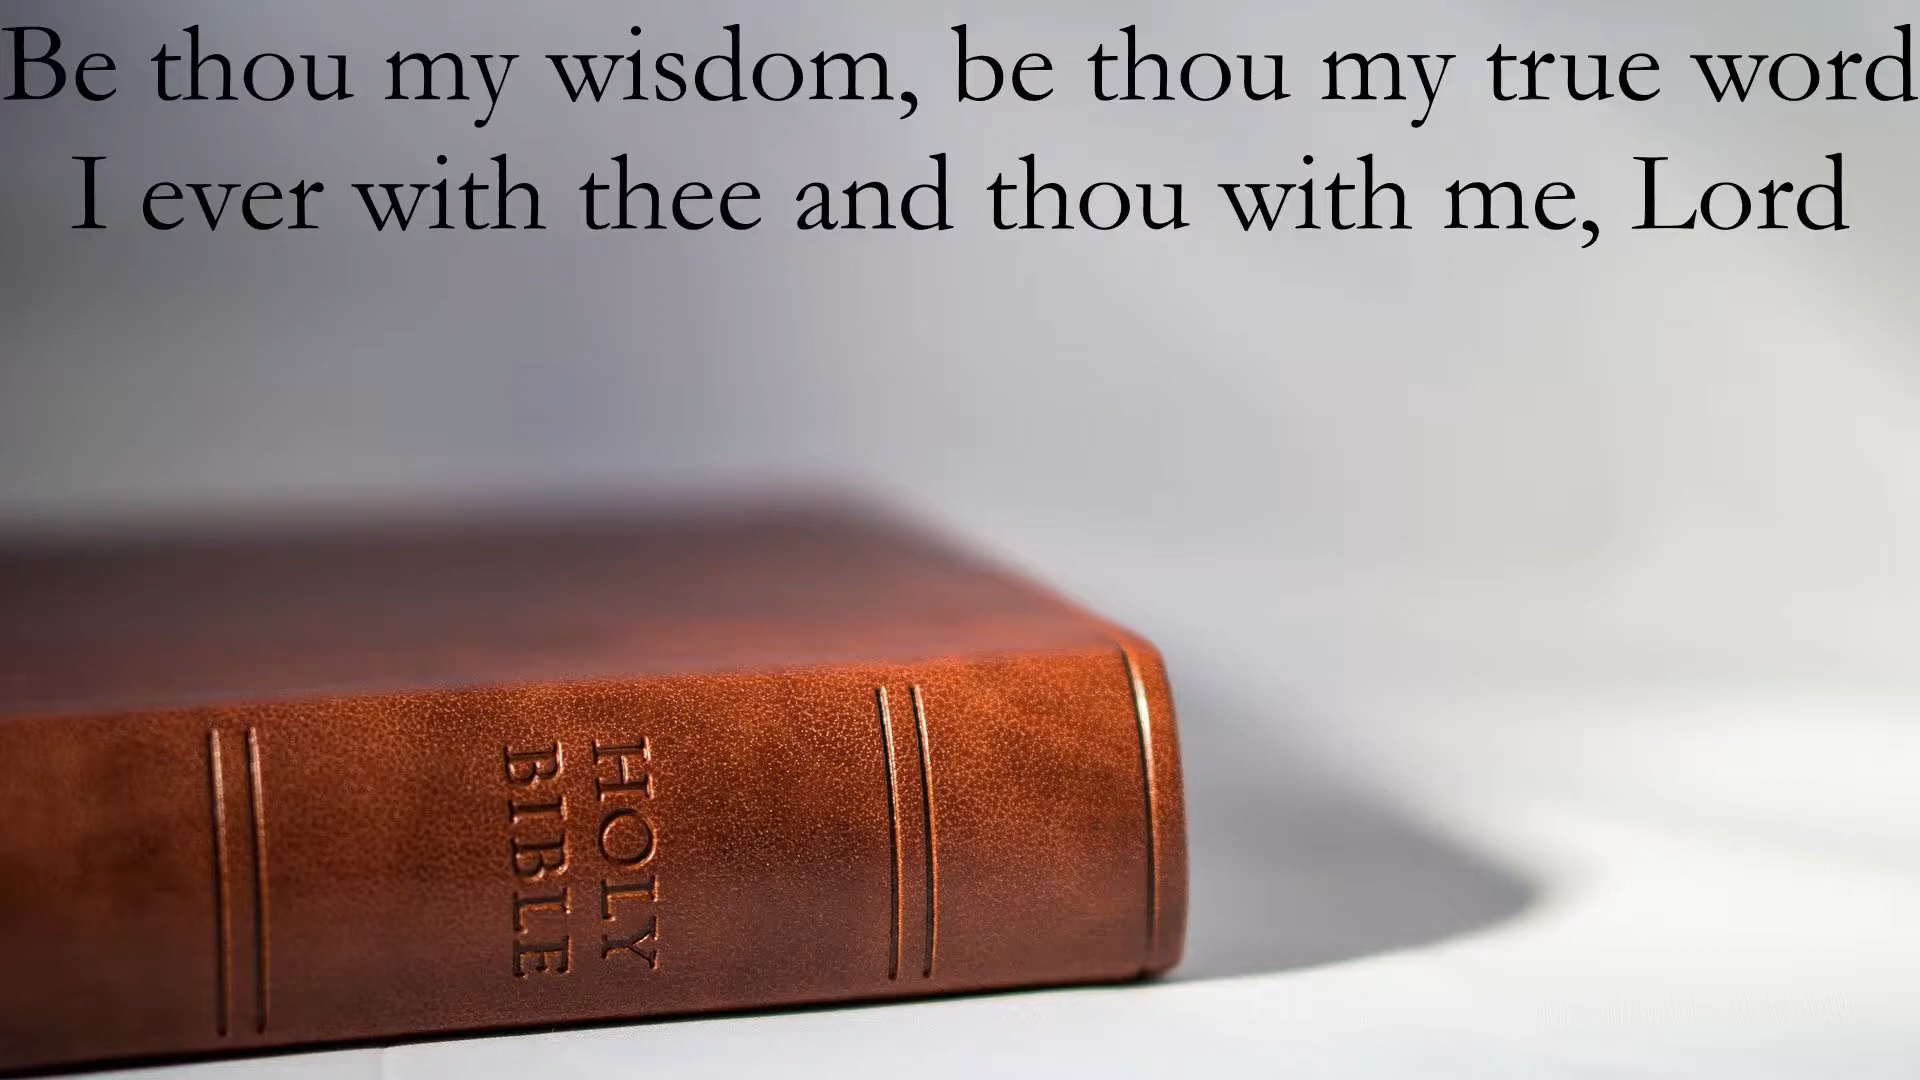 Be thou my wisdom, be thou my true word
I ever with thee and thou with me, Lord
HOLY
BIBLE